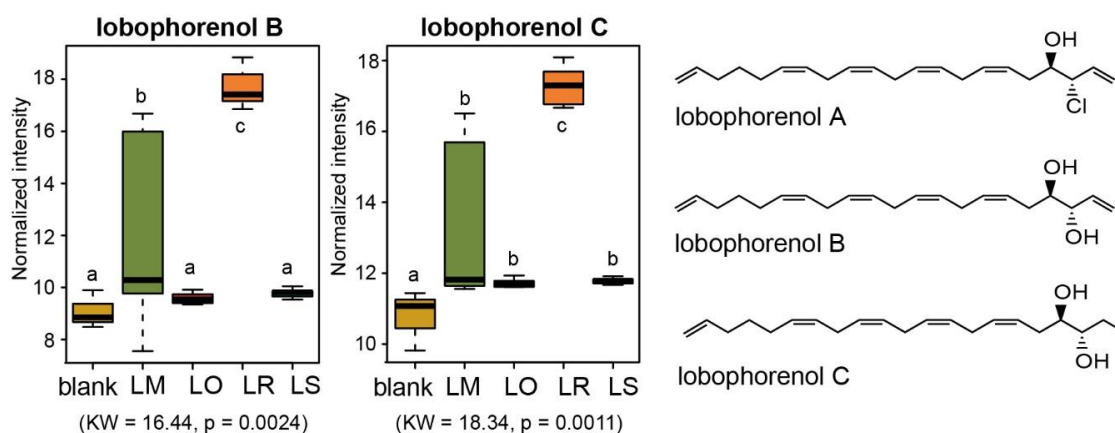 lobophorenol B
Normalized intensity
18
16
14
12
10
8
a
b
a
c
a
blank LM LO LR LS
(KW = 16.44, p = 0.0024)
lobophorenol C
Normalized intensity
18
16
14
12
10
a
b
b
c
b
blank LM LO LR LS
(KW = 18.34, p = 0.0011)
OH
Cl
lobophorenol A
OH
OH
lobophorenol B
OH
OH
lobophorenol C